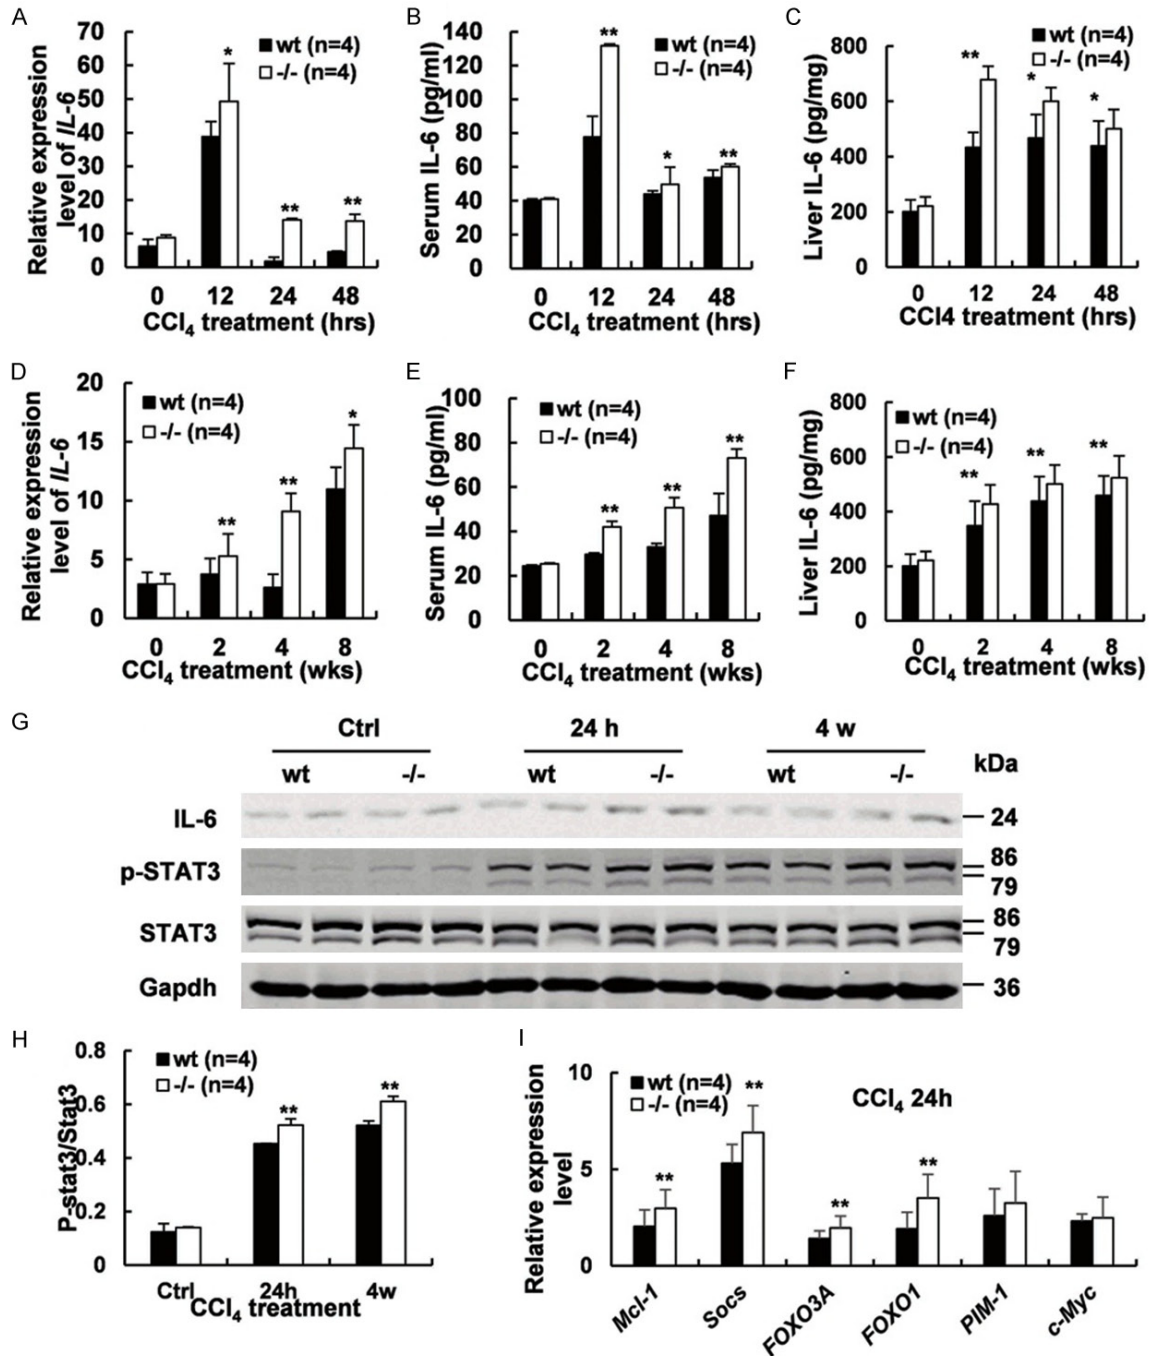 A
Relative expression
level of IL-6
70
60
50
40
30
20
10
0
wt (n=4)
-/- (n=4)
*
**
**
0 12 24 48
CCl4 treatment (hrs)
B
Serum IL-6 (pg/ml)
140
120
100
80
60
40
20
0
wt (n=4)
-/- (n=4)
**
*
**
0 12 24 48
CCl4 treatment (hrs)
C
Liver IL-6 (pg/mg)
800
600
400
200
0
wt (n=4)
-/- (n=4)
**
*
*
0 12 24 48
CCl4 treatment (hrs)
D
Relative expression
level of IL-6
20
15
10
5
0
wt (n=4)
-/- (n=4)
**
**
*
0 2 4 8
CCl4 treatment (wks)
E
Serum IL-6 (pg/ml)
100
80
60
40
20
0
wt (n=4)
-/- (n=4)
**
**
**
0 2 4 8
CCl4 treatment (wks)
F
Liver IL-6 (pg/mg)
800
600
400
200
0
wt (n=4)
-/- (n=4)
**
**
**
0 2 4 8
CCl4 treatment (wks)
G
Ctrl 24 h 4 w
wt -/- wt -/- wt -/- kDa
IL-6 24
p-STAT3 86
79
STAT3 86
79
Gapdh 36
H
P-stat3/Stat3
0.8
0.6
0.4
0.2
0
wt (n=4)
-/- (n=4)
**
**
Ctrl 24h 4w
CCl4 treatment
I
Relative expression
level
10
5
0
wt (n=4)
-/- (n=4)
CCl4 24h
**
**
**
**
Mcl-1 Socs FOXO3A FOXO1 PIM-1 c-Myc